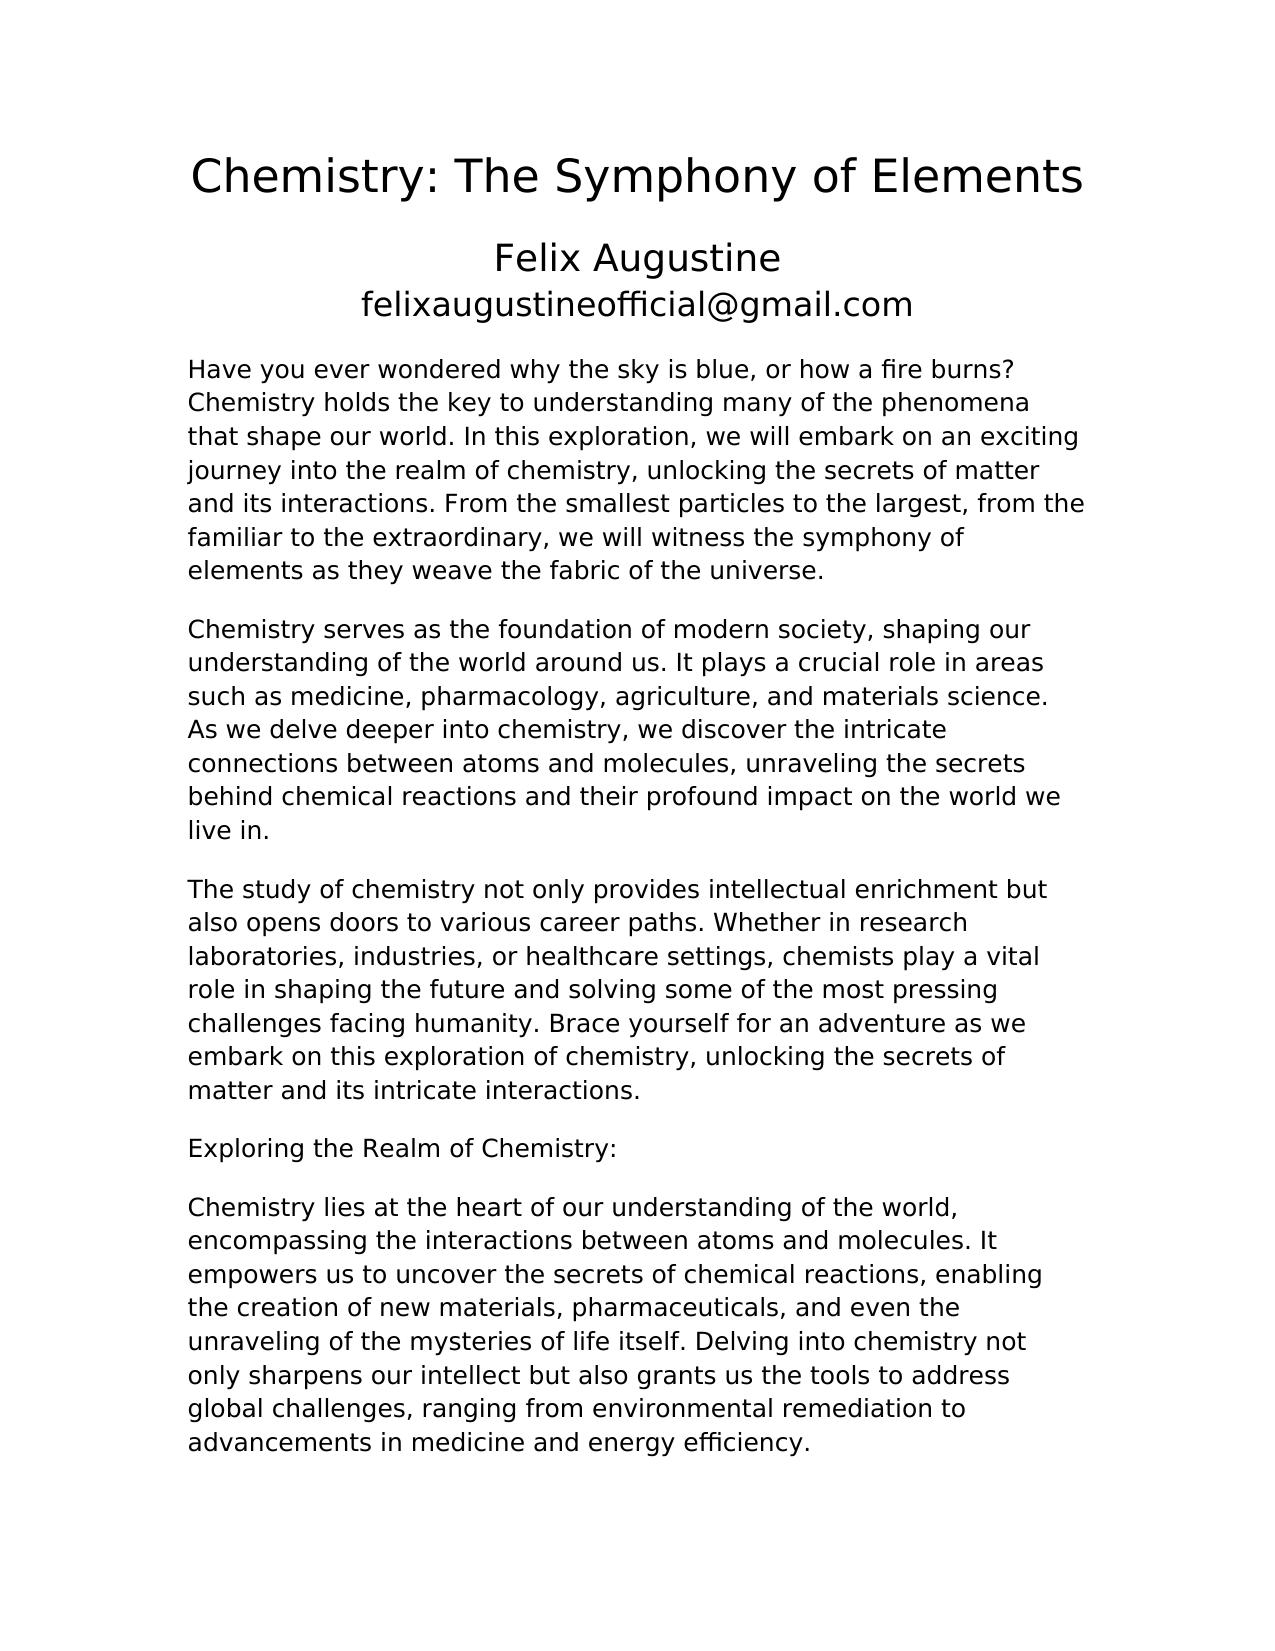 Chemistry: The Symphony of Elements
Felix Augustine
felixaugustineofficial@gmail.com
Have you ever wondered why the sky is blue, or how a fire burns?
Chemistry holds the key to understanding many of the phenomena
that shape our world. In this exploration, we will embark on an exciting
journey into the realm of chemistry, unlocking the secrets of matter
and its interactions. From the smallest particles to the largest, from the
familiar to the extraordinary, we will witness the symphony of
elements as they weave the fabric of the universe.
Chemistry serves as the foundation of modern society, shaping our
understanding of the world around us. It plays a crucial role in areas
such as medicine, pharmacology, agriculture, and materials science.
As we delve deeper into chemistry, we discover the intricate
connections between atoms and molecules, unraveling the secrets
behind chemical reactions and their profound impact on the world we
live in.
The study of chemistry not only provides intellectual enrichment but
also opens doors to various career paths. Whether in research
laboratories, industries, or healthcare settings, chemists play a vital
role in shaping the future and solving some of the most pressing
challenges facing humanity. Brace yourself for an adventure as we
embark on this exploration of chemistry, unlocking the secrets of
matter and its intricate interactions.
Exploring the Realm of Chemistry:
Chemistry lies at the heart of our understanding of the world,
encompassing the interactions between atoms and molecules. It
empowers us to uncover the secrets of chemical reactions, enabling
the creation of new materials, pharmaceuticals, and even the
unraveling of the mysteries of life itself. Delving into chemistry not
only sharpens our intellect but also grants us the tools to address
global challenges, ranging from environmental remediation to
advancements in medicine and energy efficiency.